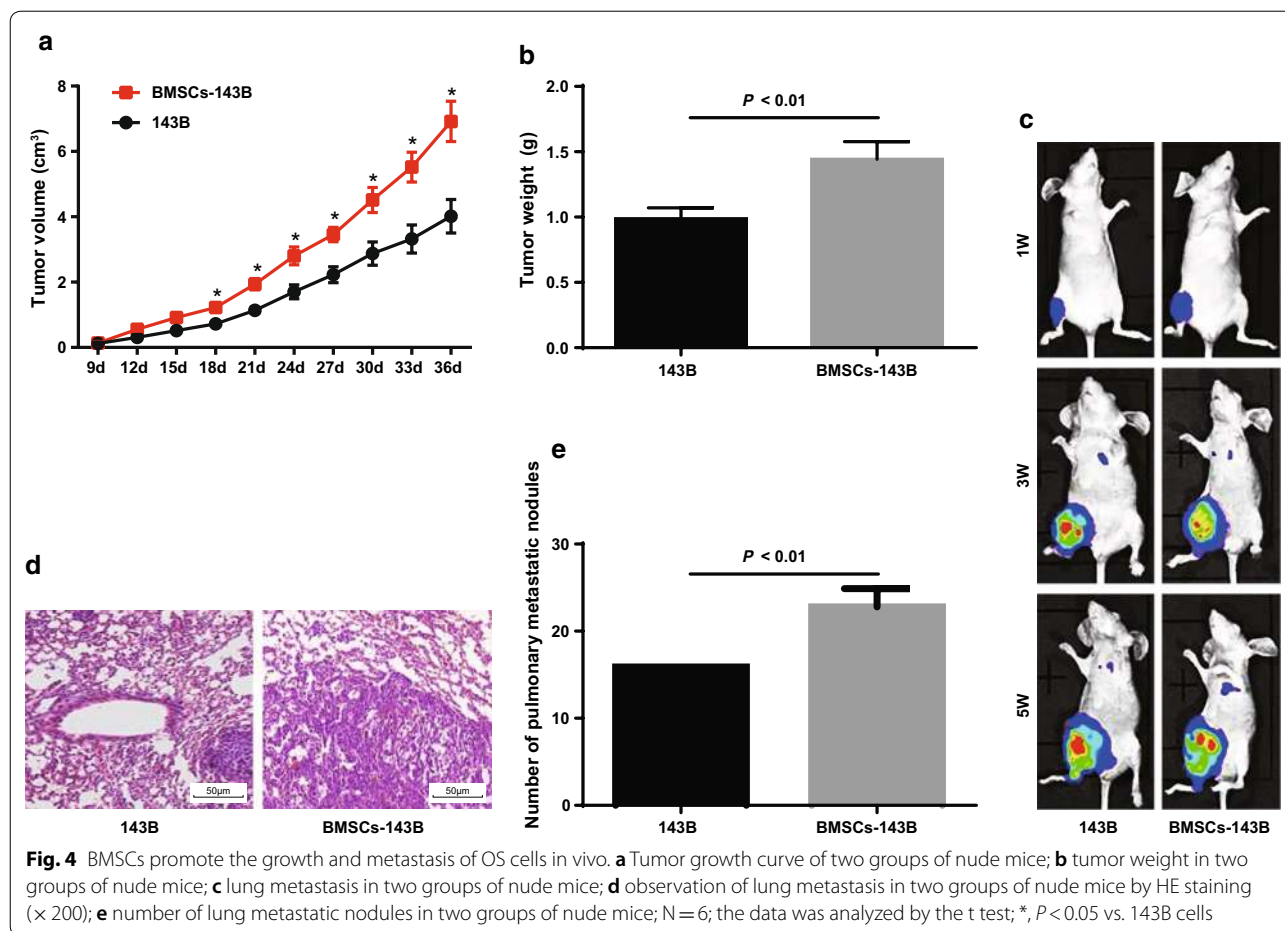 a
BMSCs-143B
143B
Tumor volume (cm³)
8
6
4
2
0
9d 12d 15d 18d 21d 24d 27d 30d 33d 36d
* * * * * * *
b
P < 0.01
Tumor weight (g)
2.0
1.5
1.0
0.5
0.0
143B BMSCs-143B
c
1W
3W
5W
143B BMSCs-143B
d
50µm 50µm
143B BMSCs-143B
e
P < 0.01
Number of pulmonary metastatic nodules
30
20
10
0
143B BMSCs-143B
Fig. 4 BMSCs promote the growth and metastasis of OS cells in vivo. a Tumor growth curve of two groups of nude mice; b tumor weight in two
groups of nude mice; c lung metastasis in two groups of nude mice; d observation of lung metastasis in two groups of nude mice by HE staining
(× 200); e number of lung metastatic nodules in two groups of nude mice; N = 6; the data was analyzed by the t test; *, P < 0.05 vs. 143B cells